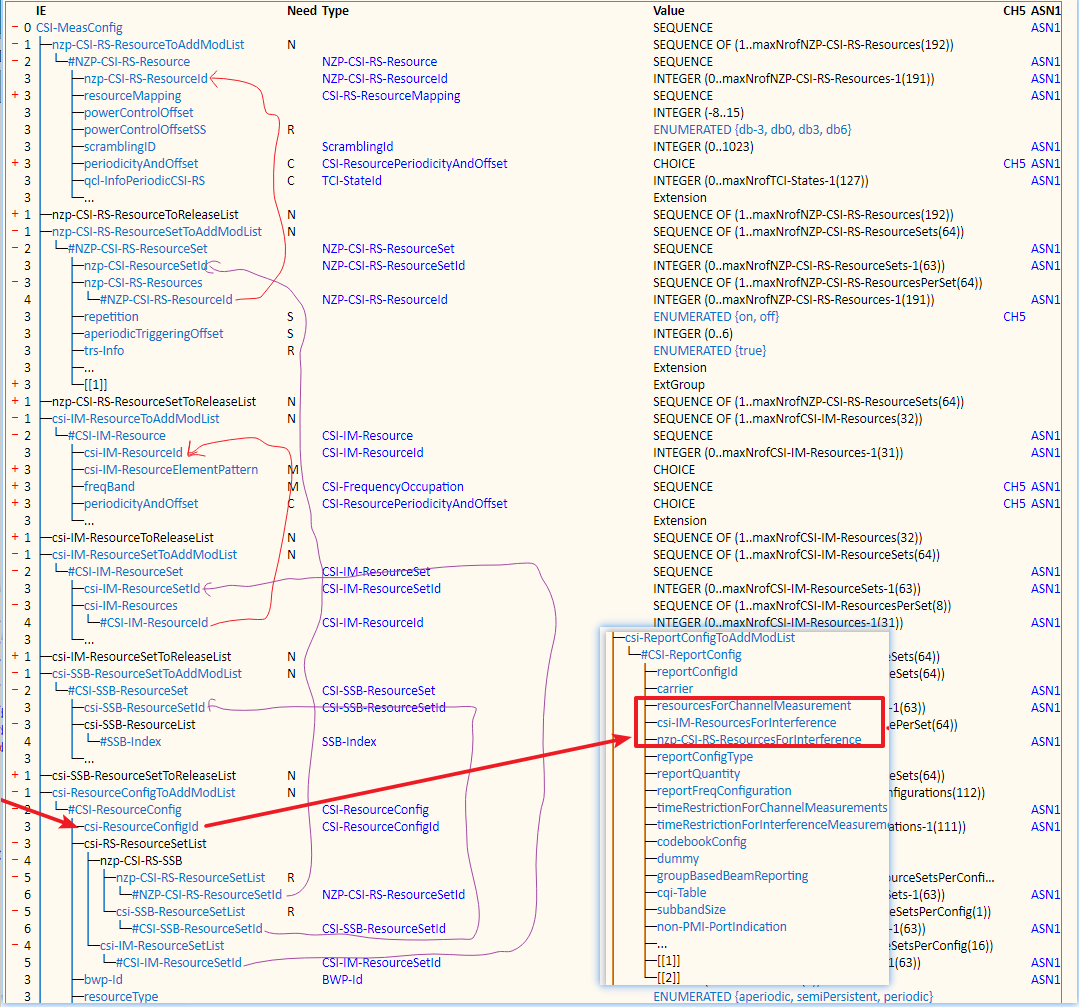 IE Need Type Value CH5 ASN1
− 0 CSI-MeasConfig SEQUENCE ASN1
− 1 nzp-CSI-RS-ResourceToAddModList N SEQUENCE OF (1..maxNrofNZP-CSI-RS-Resources(192))
− 2 #NZP-CSI-RS-Resource NZP-CSI-RS-Resource SEQUENCE ASN1
3 nzp-CSI-RS-ResourceId NZP-CSI-RS-ResourceId INTEGER (0..maxNrofNZP-CSI-RS-Resources-1(191)) ASN1
+ 3 resourceMapping CSI-RS-ResourceMapping SEQUENCE ASN1
3 powerControlOffset INTEGER (-8..15)
3 powerControlOffsetSS R ENUMERATED {db-3, db0, db3, db6}
3 scramblingID ScramblingId INTEGER (0..1023) ASN1
+ 3 periodicityAndOffset C CSI-ResourcePeriodicityAndOffset CHOICE CH5 ASN1
3 qcl-InfoPeriodicCSI-RS C TCI-StateId INTEGER (0..maxNrofTCI-States-1(127)) ASN1
3 ... Extension
+ 1 nzp-CSI-RS-ResourceToReleaseList N SEQUENCE OF (1..maxNrofNZP-CSI-RS-Resources(192))
− 1 nzp-CSI-RS-ResourceSetToAddModList N SEQUENCE OF (1..maxNrofNZP-CSI-RS-ResourceSets(64))
− 2 #NZP-CSI-RS-ResourceSet NZP-CSI-RS-ResourceSet SEQUENCE ASN1
3 nzp-CSI-ResourceSetId NZP-CSI-RS-ResourceSetId INTEGER (0..maxNrofNZP-CSI-RS-ResourceSets-1(63)) ASN1
− 3 nzp-CSI-RS-Resources SEQUENCE OF (1..maxNrofNZP-CSI-RS-ResourcesPerSet(64))
4 #NZP-CSI-RS-ResourceId NZP-CSI-RS-ResourceId INTEGER (0..maxNrofNZP-CSI-RS-Resources-1(191)) ASN1
3 repetition S ENUMERATED {on, off} CH5
3 aperiodicTriggeringOffset S INTEGER (0..6)
3 trs-Info R ENUMERATED {true}
3 ... Extension
+ 3 [[1]] ExtGroup
+ 1 nzp-CSI-RS-ResourceSetToReleaseList N SEQUENCE OF (1..maxNrofNZP-CSI-RS-ResourceSets(64))
− 1 csi-IM-ResourceToAddModList N SEQUENCE OF (1..maxNrofCSI-IM-Resources(32))
− 2 #CSI-IM-Resource CSI-IM-Resource SEQUENCE ASN1
3 csi-IM-ResourceId CSI-IM-ResourceId INTEGER (0..maxNrofCSI-IM-Resources-1(31)) ASN1
+ 3 csi-IM-ResourceElementPattern M CHOICE
+ 3 freqBand M CSI-FrequencyOccupation SEQUENCE CH5 ASN1
+ 3 periodicityAndOffset C CSI-ResourcePeriodicityAndOffset CHOICE CH5 ASN1
3 ... Extension
+ 1 csi-IM-ResourceToReleaseList N SEQUENCE OF (1..maxNrofCSI-IM-Resources(32))
− 1 csi-IM-ResourceSetToAddModList N SEQUENCE OF (1..maxNrofCSI-IM-ResourceSets(64))
− 2 #CSI-IM-ResourceSet CSI-IM-ResourceSet SEQUENCE ASN1
3 csi-IM-ResourceSetId CSI-IM-ResourceSetId INTEGER (0..maxNrofCSI-IM-ResourceSets-1(63)) ASN1
− 3 csi-IM-Resources SEQUENCE OF (1..maxNrofCSI-IM-ResourcesPerSet(8))
4 #CSI-IM-ResourceId CSI-IM-ResourceId INTEGER (0..maxNrofCSI-IM-Resources-1(31)) ASN1
3 ... csi-ReportConfigToAddModList
+ 1 csi-IM-ResourceSetToReleaseList N #CSI-ReportConfig eSets(64))
− 1 csi-SSB-ResourceSetToAddModList N reportConfigId eSets(64))
− 2 #CSI-SSB-ResourceSet CSI-SSB-ResourceSet carrier ASN1
3 csi-SSB-ResourceSetId CSI-SSB-ResourceSetId resourcesForChannelMeasurement -1(63)) ASN1
− 3 csi-SSB-ResourceList csi-IM-ResourcesForInterference ePerSet(64))
4 #SSB-Index SSB-Index nzp-CSI-RS-ResourcesForInterference ASN1
3 ... reportConfigType
+ 1 csi-SSB-ResourceSetToReleaseList N reportQuantity eSets(64))
− 1 csi-ResourceConfigToAddModList N reportFreqConfiguration nfigurations(112))
− 2 #CSI-ResourceConfig CSI-ResourceConfig timeRestrictionForChannelMeasurements ASN1
3 csi-ResourceConfigId CSI-ResourceConfigId timeRestrictionForInterferenceMeasureme ations-1(111)) ASN1
− 3 csi-RS-ResourceSetList codebookConfig
− 4 nzp-CSI-RS-SSB dummy
− 5 nzp-CSI-RS-ResourceSetList R groupBasedBeamReporting urceSetsPerConfi...
6 #NZP-CSI-RS-ResourceSetId NZP-CSI-RS-ResourceSetId cqi-Table Sets-1(63)) ASN1
− 5 csi-SSB-ResourceSetList R subbandSize eSetsPerConfig(1))
6 #CSI-SSB-ResourceSetId CSI-SSB-ResourceSetId non-PMI-PortIndication -1(63)) ASN1
− 4 csi-IM-ResourceSetList ... eSetsPerConfig(16))
5 #CSI-IM-ResourceSetId CSI-IM-ResourceSetId [[1]] (63)) ASN1
3 bwp-Id BWP-Id [[2]] ASN1
3 resourceType ENUMERATED {aperiodic, semiPersistent, periodic}